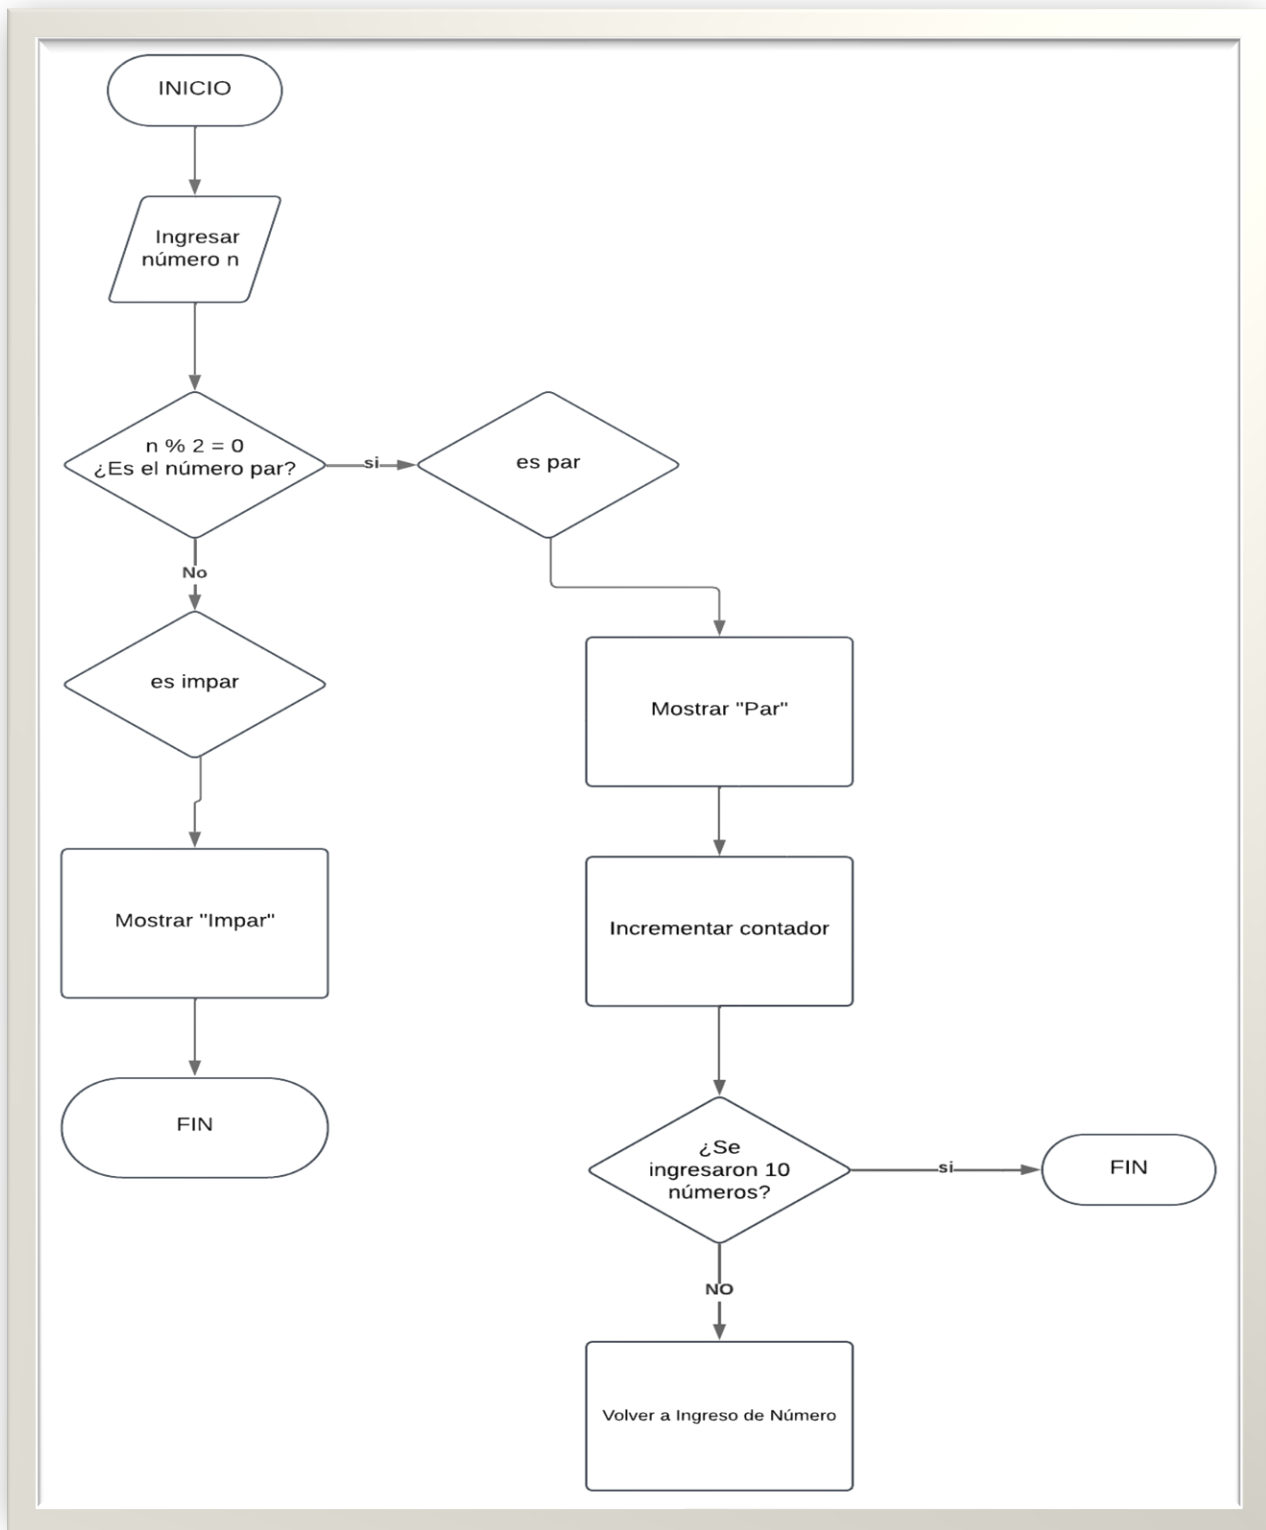 INICIO
Ingresar
número n
n % 2 = 0
¿Es el número par?
si
es par
No
es impar
Mostrar "Par"
Mostrar "Impar"
Incrementar contador
FIN
¿Se
ingresaron 10
números?
si
FIN
NO
Volver a Ingreso de Número